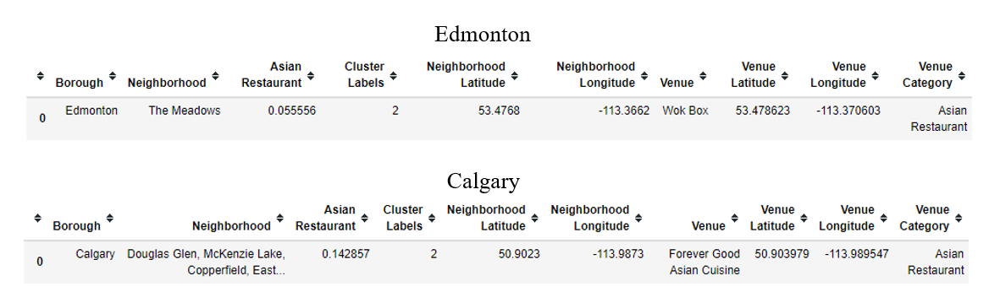 Edmonton
Borough Neighborhood Asian Restaurant Cluster Labels Neighborhood Latitude Neighborhood Longitude Venue Venue Latitude Venue Longitude Venue Category
0 Edmonton The Meadows 0.055556 2 53.4768 -113.3662 Wok Box 53.478623 -113.370603 Asian Restaurant
Calgary
Borough Neighborhood Asian Restaurant Cluster Labels Neighborhood Latitude Neighborhood Longitude Venue Venue Latitude Venue Longitude Venue Category
0 Calgary Douglas Glen, McKenzie Lake, Copperfield, East... 0.142857 2 50.9023 -113.9873 Forever Good Asian Cuisine 50.903979 -113.989547 Asian Restaurant